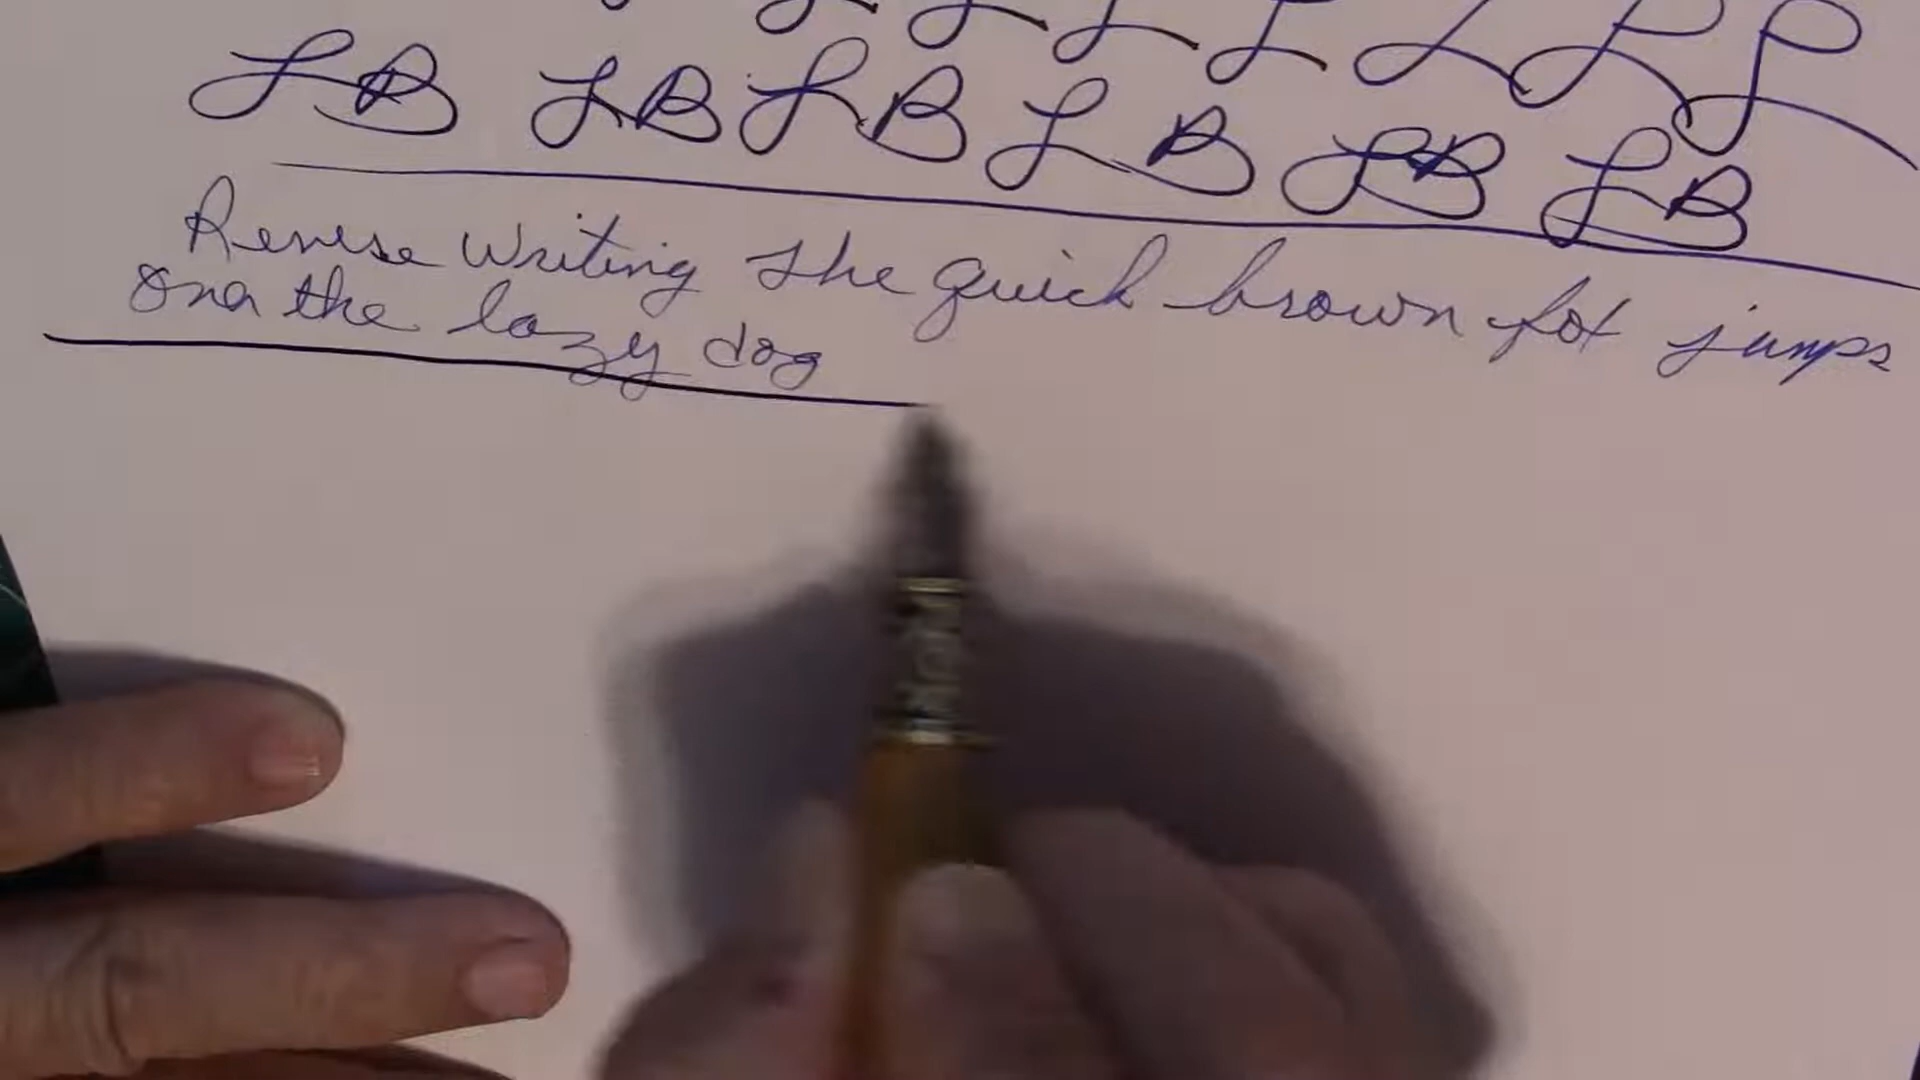 L L L L L L L
LB LB LB LB LB LB
Reverse Writing The quick brown fox jumps
over the lazy dog